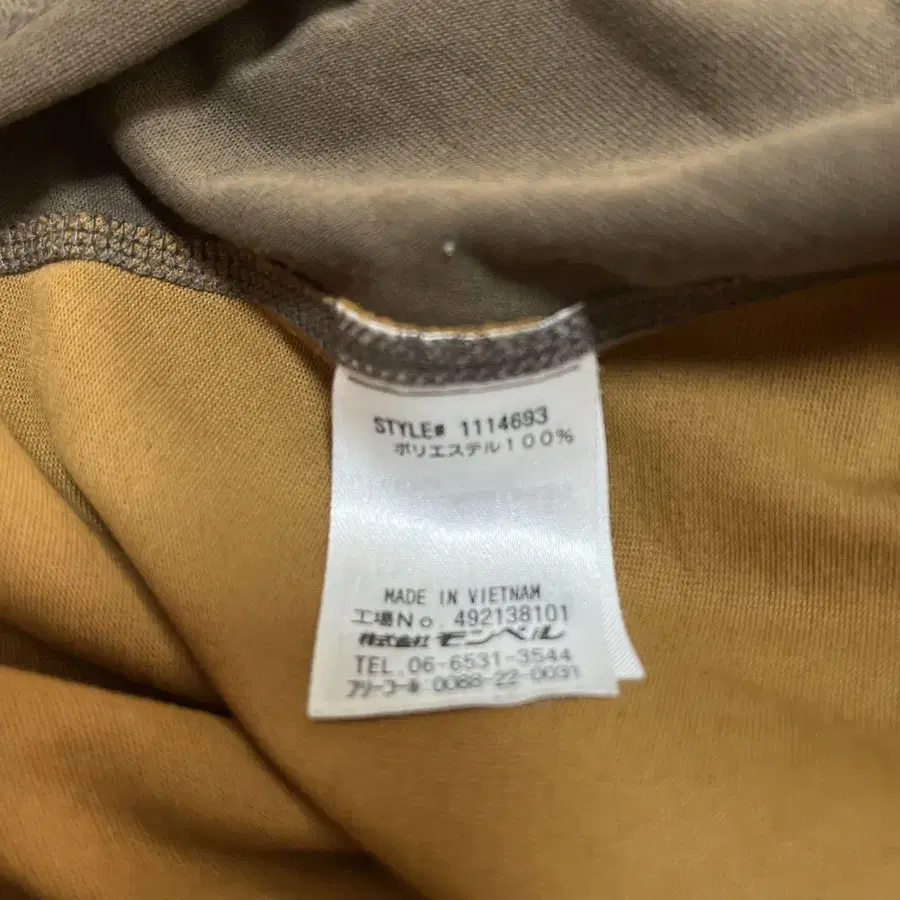 STYLE# 1114693
ポリエステル100%
MADE IN VIETNAM
工場No. 492138101
株式会社 モンベル
TEL. 06-6531-3544
フリーコール:0088-22-0031